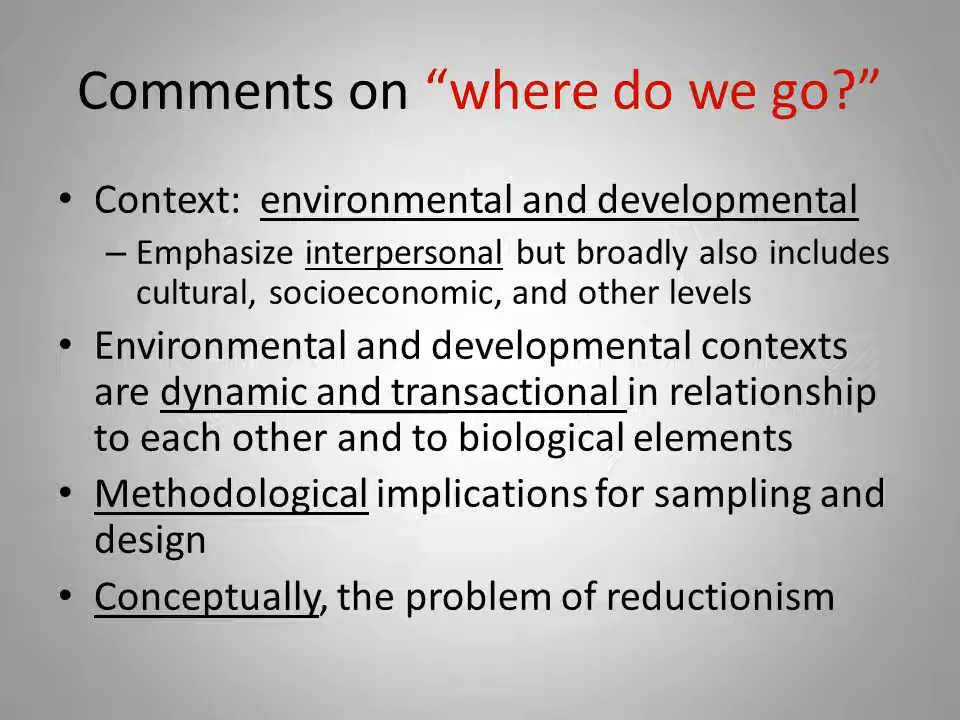 Comments on “where do we go?”
• Context: environmental and developmental
– Emphasize interpersonal but broadly also includes
cultural, socioeconomic, and other levels
• Environmental and developmental contexts
are dynamic and transactional in relationship
to each other and to biological elements
• Methodological implications for sampling and
design
• Conceptually, the problem of reductionism